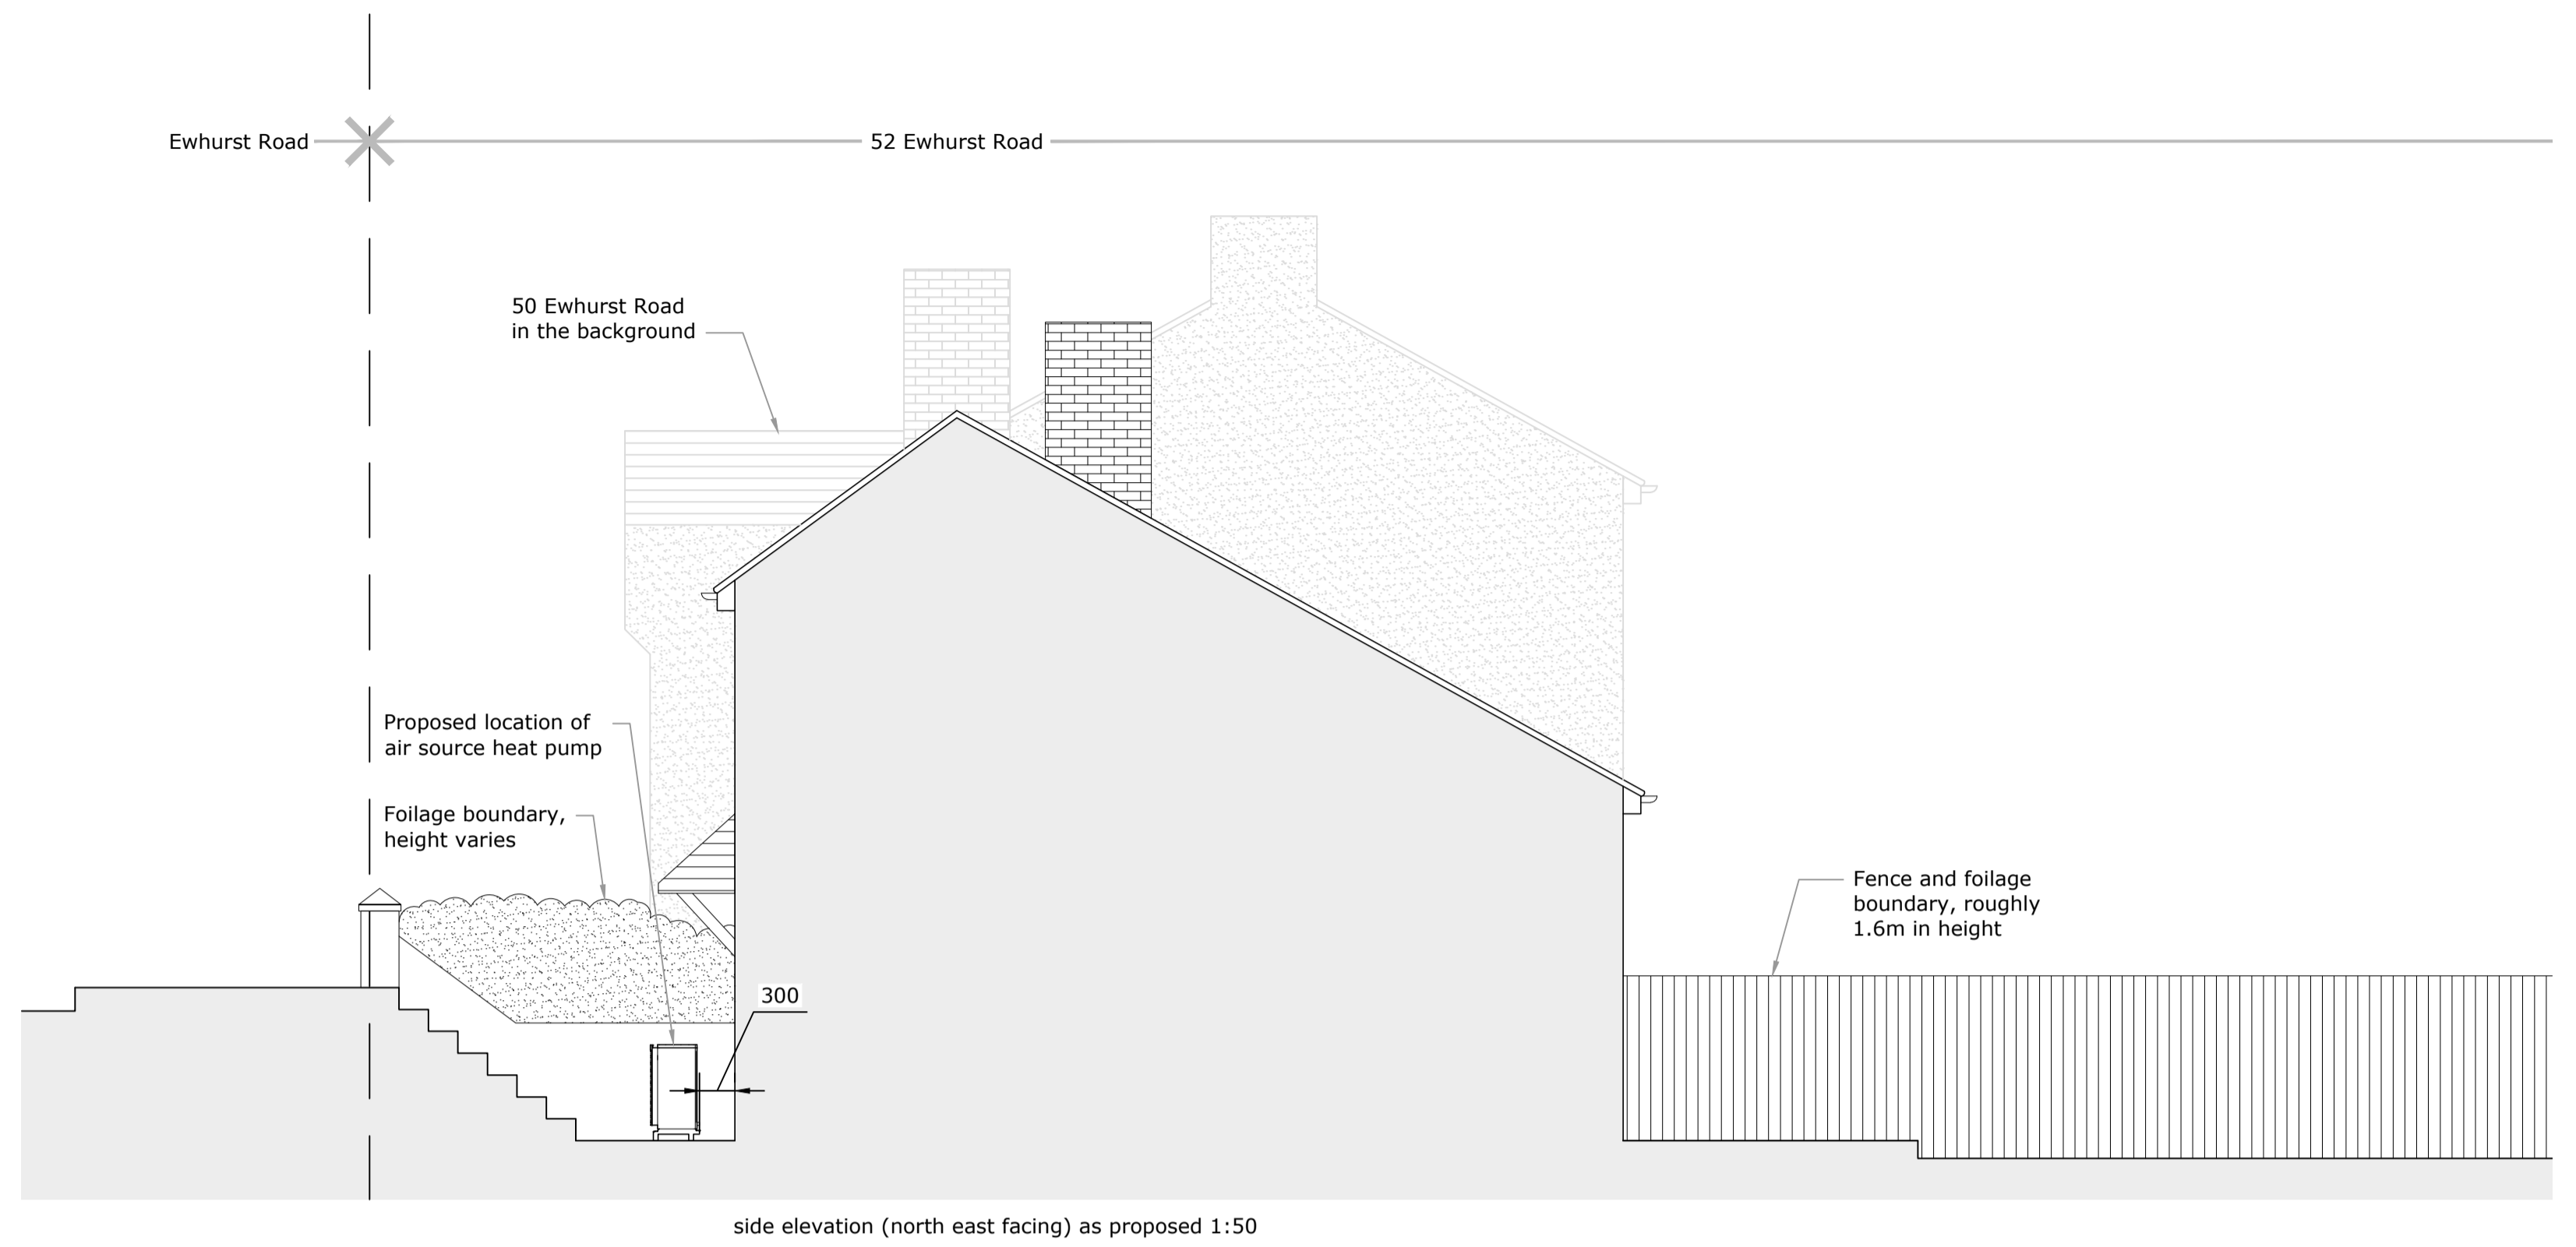 Ewhurst Road
52 Ewhurst Road
50 Ewhurst Road
in the background
Proposed location of
air source heat pump
Foilage boundary,
height varies
Fence and foilage
boundary, roughly
1.6m in height
300
side elevation (north east facing) as proposed 1:50